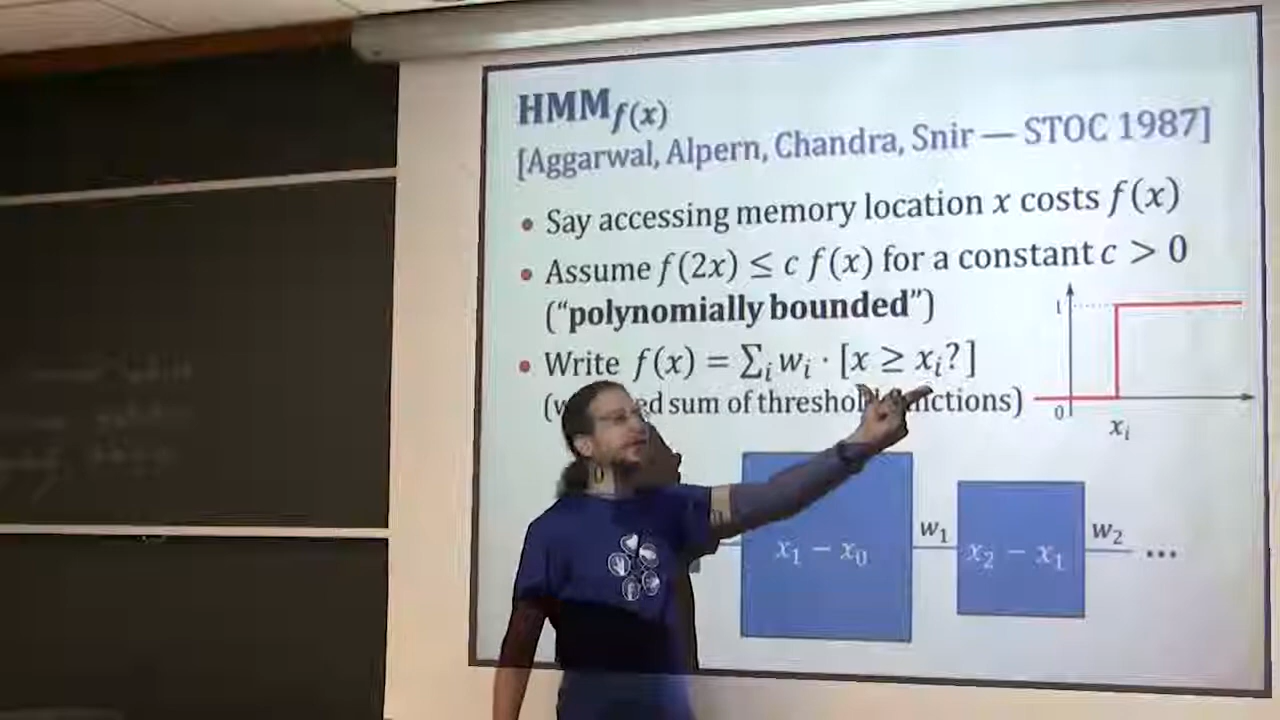 HMM_f(x)
[Aggarwal, Alpern, Chandra, Snir — STOC 1987]
• Say accessing memory location x costs f(x)
• Assume f(2x) ≤ c f(x) for a constant c > 0
("polynomially bounded")
• Write f(x) = ∑_i w_i · [x ≥ x_i?]
sum of
1
0
x_i
x_1 − x_0
w_1
x_2 − x_1
w_2
...